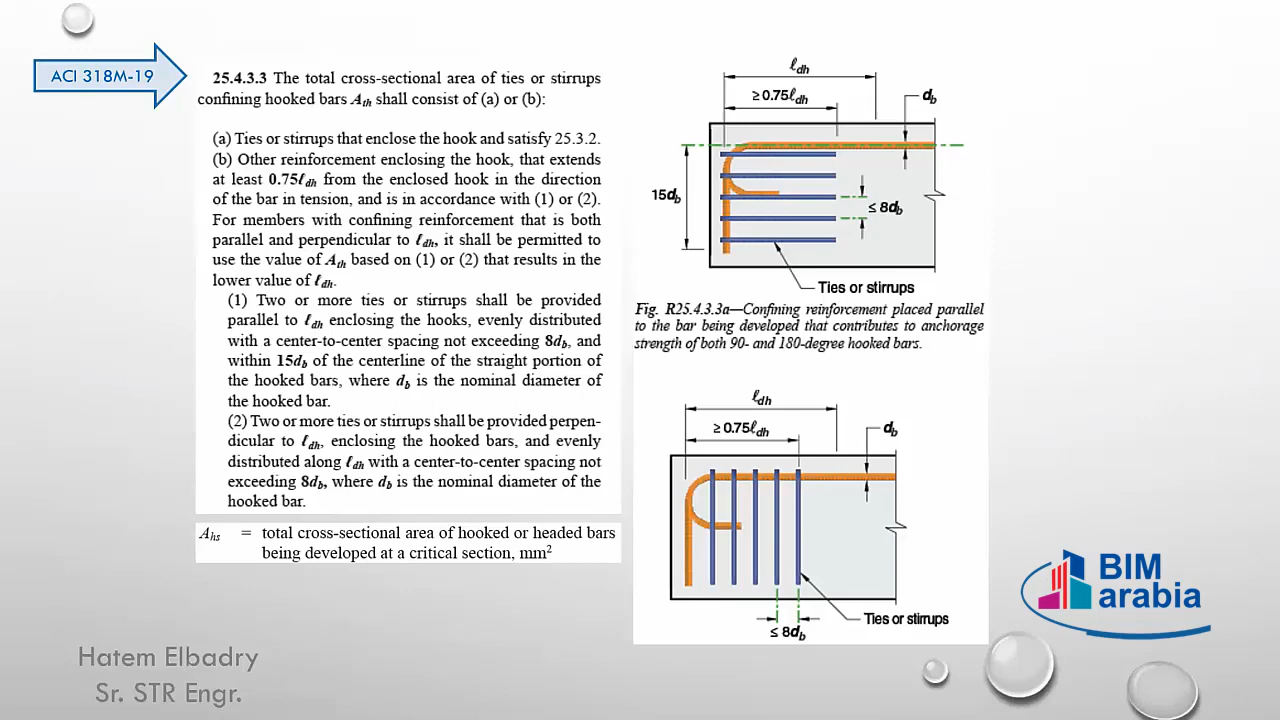 ACI 318M-19
25.4.3.3 The total cross-sectional area of ties or stirrups
confining hooked bars Ath shall consist of (a) or (b):
(a) Ties or stirrups that enclose the hook and satisfy 25.3.2.
(b) Other reinforcement enclosing the hook, that extends
at least 0.75ℓdh from the enclosed hook in the direction
of the bar in tension, and is in accordance with (1) or (2).
For members with confining reinforcement that is both
parallel and perpendicular to ℓdh, it shall be permitted to
use the value of Ath based on (1) or (2) that results in the
lower value of ℓdh.
(1) Two or more ties or stirrups shall be provided
parallel to ℓdh enclosing the hooks, evenly distributed
with a center-to-center spacing not exceeding 8db, and
within 15db of the centerline of the straight portion of
the hooked bars, where db is the nominal diameter of
the hooked bar.
(2) Two or more ties or stirrups shall be provided perpen-
dicular to ℓdh, enclosing the hooked bars, and evenly
distributed along ℓdh with a center-to-center spacing not
exceeding 8db, where db is the nominal diameter of the
hooked bar.
Ahs = total cross-sectional area of hooked or headed bars
being developed at a critical section, mm2
ℓdh
≥ 0.75ℓdh
db
15db
≤ 8db
Ties or stirrups
Fig. R25.4.3.3a—Confining reinforcement placed parallel
to the bar being developed that contributes to anchorage
strength of both 90- and 180-degree hooked bars.
ℓdh
≥ 0.75ℓdh
db
Ties or stirrups
≤ 8db
BIM
arabia
Hatem Elbadry
Sr. STR Engr.